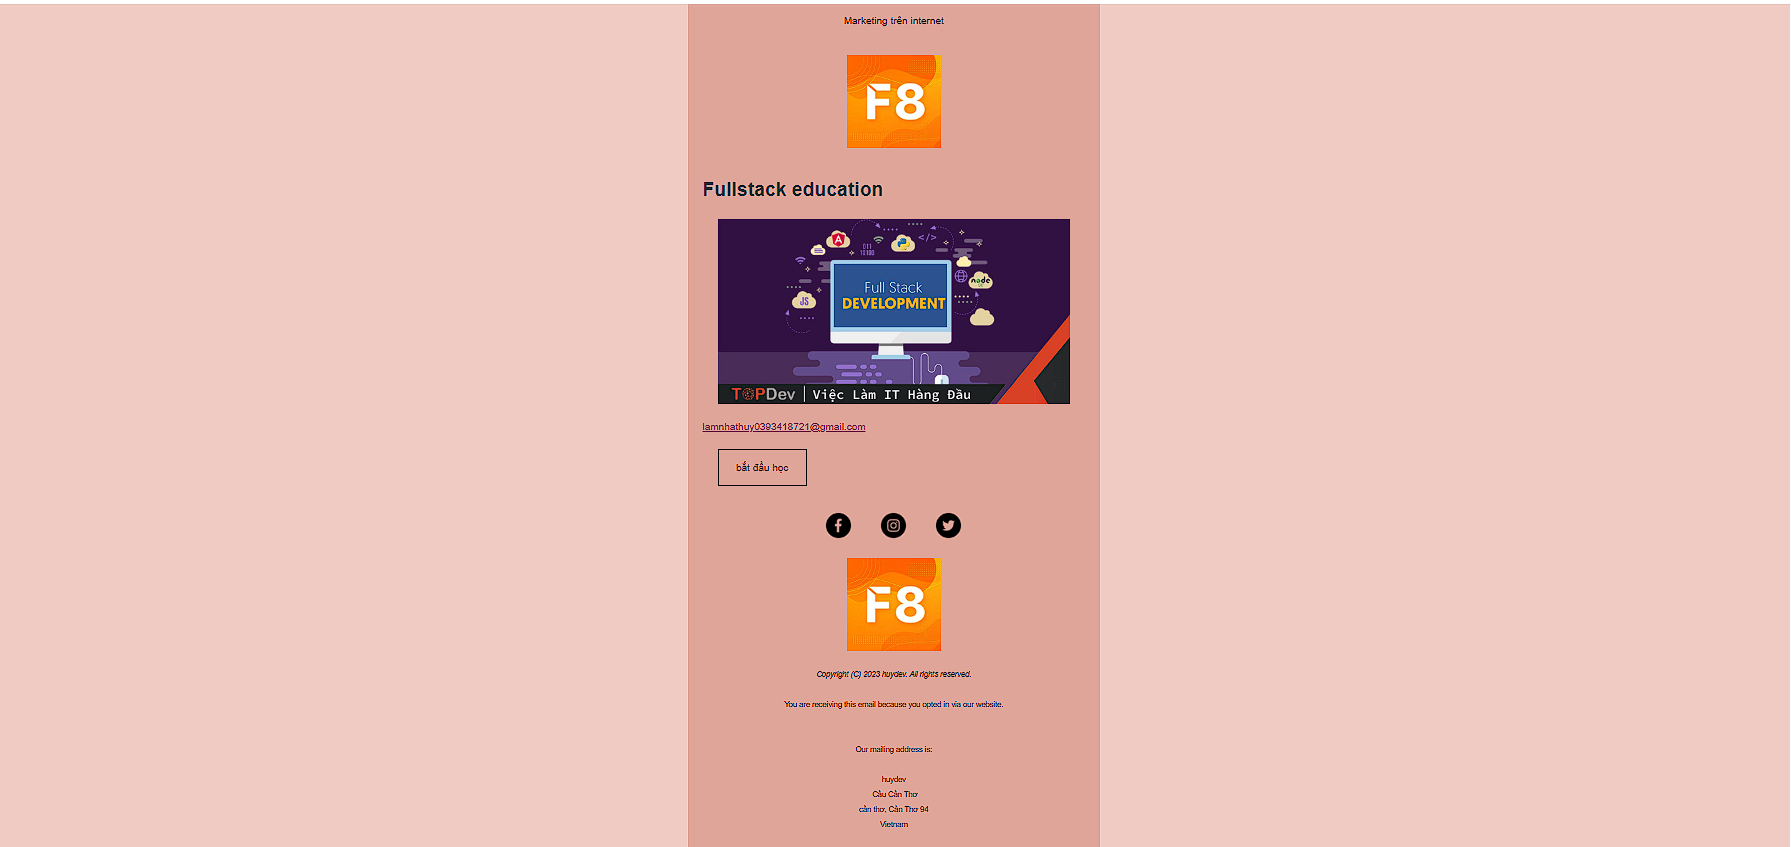 Marketing trên internet
F8
Fullstack education
011
10100
</>
JS
node
Full Stack
DEVELOPMENT
TOPDev | Việc Làm IT Hàng Đầu
lamnhathuy0393418721@gmail.com
bắt đầu học
F8
Copyright (C) 2023 huydev. All rights reserved.
You are receiving this email because you opted in via our website.
Our mailing address is:
huydev
Cầu Cần Thơ
cần thơ, Cần Thơ 94
Vietnam